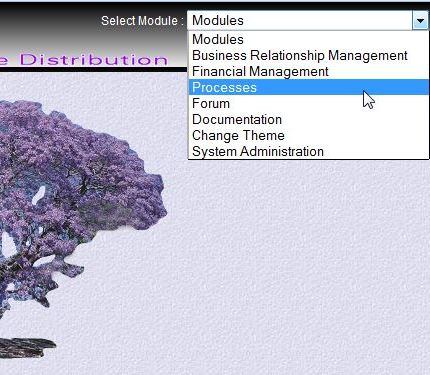 Select Module : Modules
e Distribution
Modules
Business Relationship Management
Financial Management
Processes
Forum
Documentation
Change Theme
System Administration